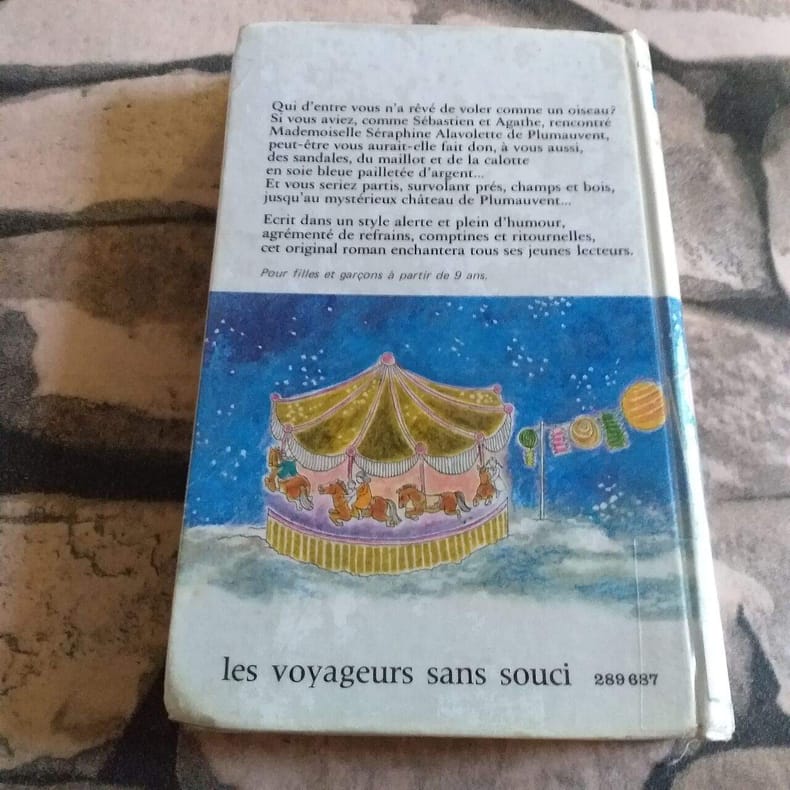 Qui d'entre vous n'a rêvé de voler comme un oiseau?
Si vous aviez, comme Sébastien et Agathe, rencontré
Mademoiselle Séraphine Alavolette de Plumauvent,
peut-être vous aurait-elle fait don, à vous aussi,
des sandales, du maillot et de la calotte
en soie bleue pailletée d'argent...
Et vous seriez partis, survolant prés, champs et bois,
jusqu'au mystérieux château de Plumauvent...
Ecrit dans un style alerte et plein d'humour,
agrémenté de refrains, comptines et ritournelles,
cet original roman enchantera tous ses jeunes lecteurs.
Pour filles et garçons à partir de 9 ans.
les voyageurs sans souci 289687